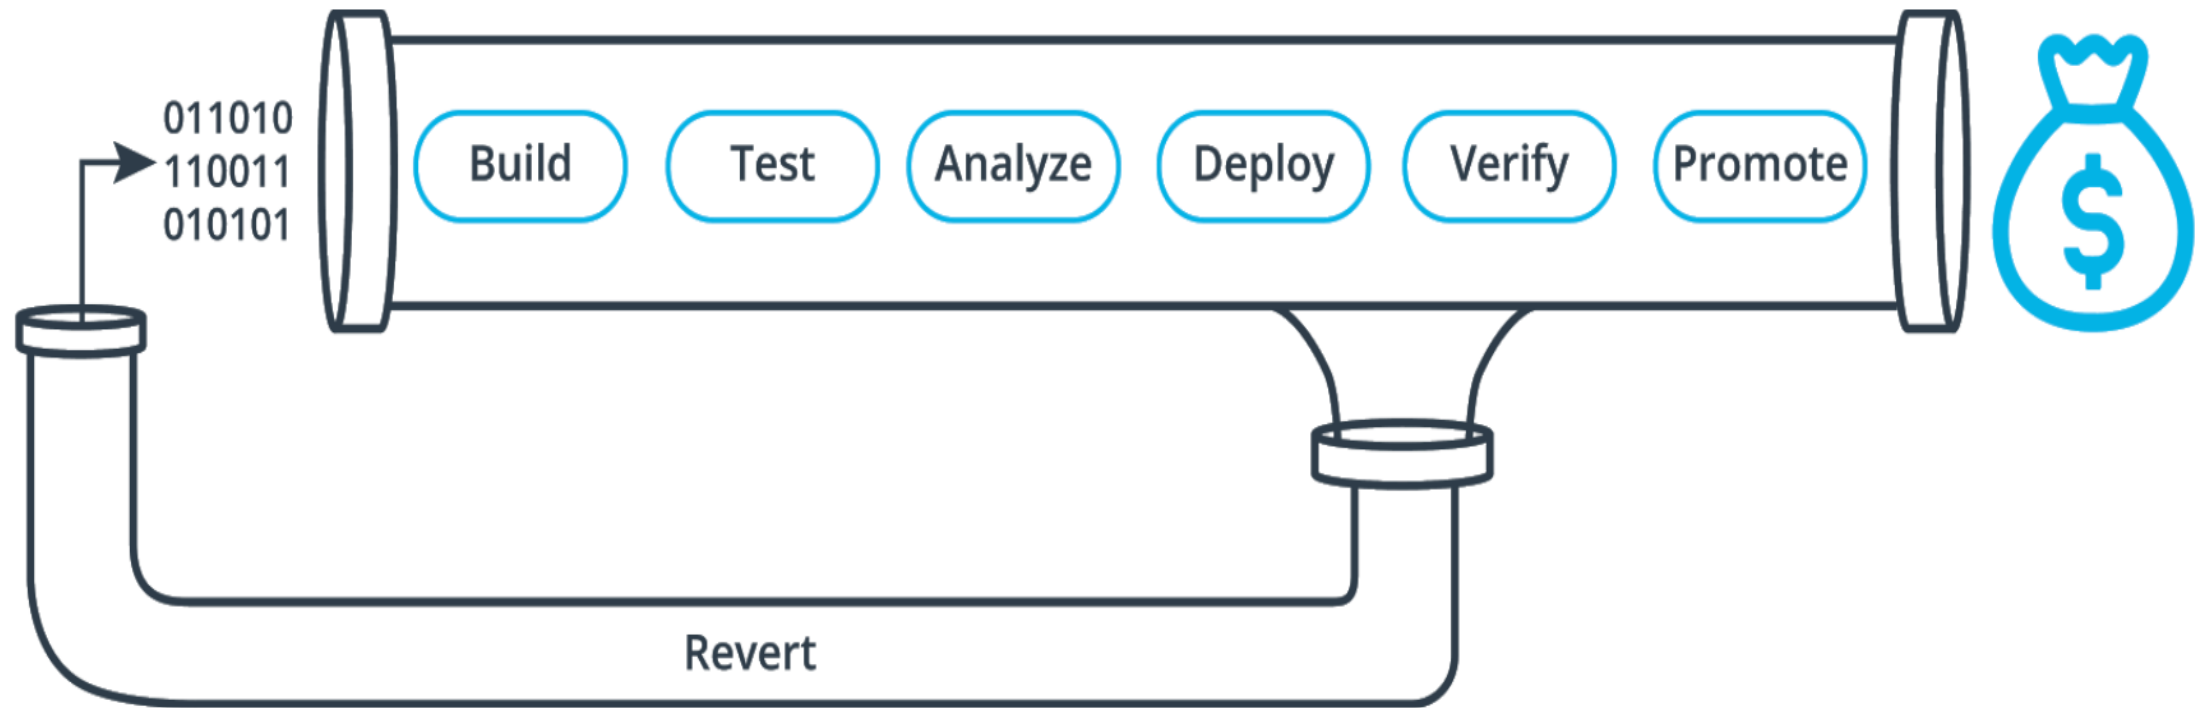 011010
110011
010101
Build
Test
Analyze
Deploy
Verify
Promote
$
Revert